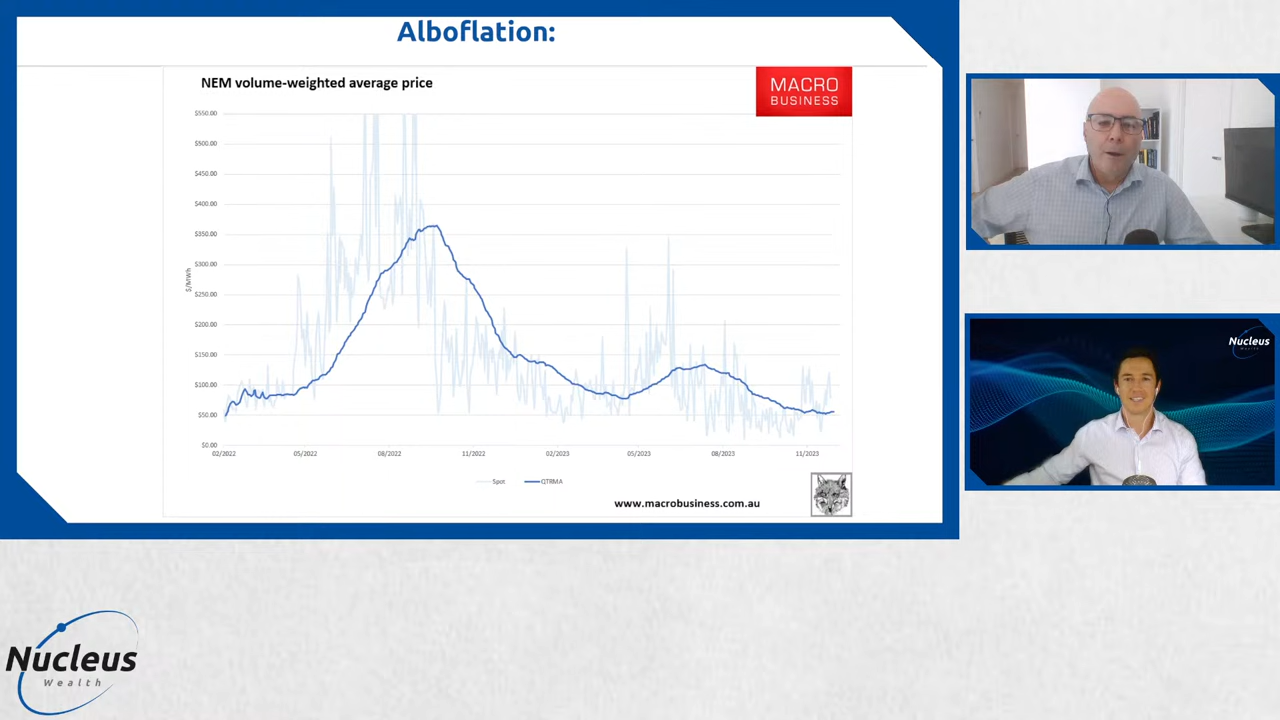 Alboflation:
NEM volume-weighted average price
MACRO
BUSINESS
$550.00
$500.00
$450.00
$400.00
$350.00
$300.00
$250.00
$200.00
$150.00
$100.00
$50.00
$0.00
$/MWh
02/2022
05/2022
08/2022
11/2022
02/2023
05/2023
08/2023
11/2023
Spot
QTRMA
www.macrobusiness.com.au
Nucleus
Nucleus
Wealth